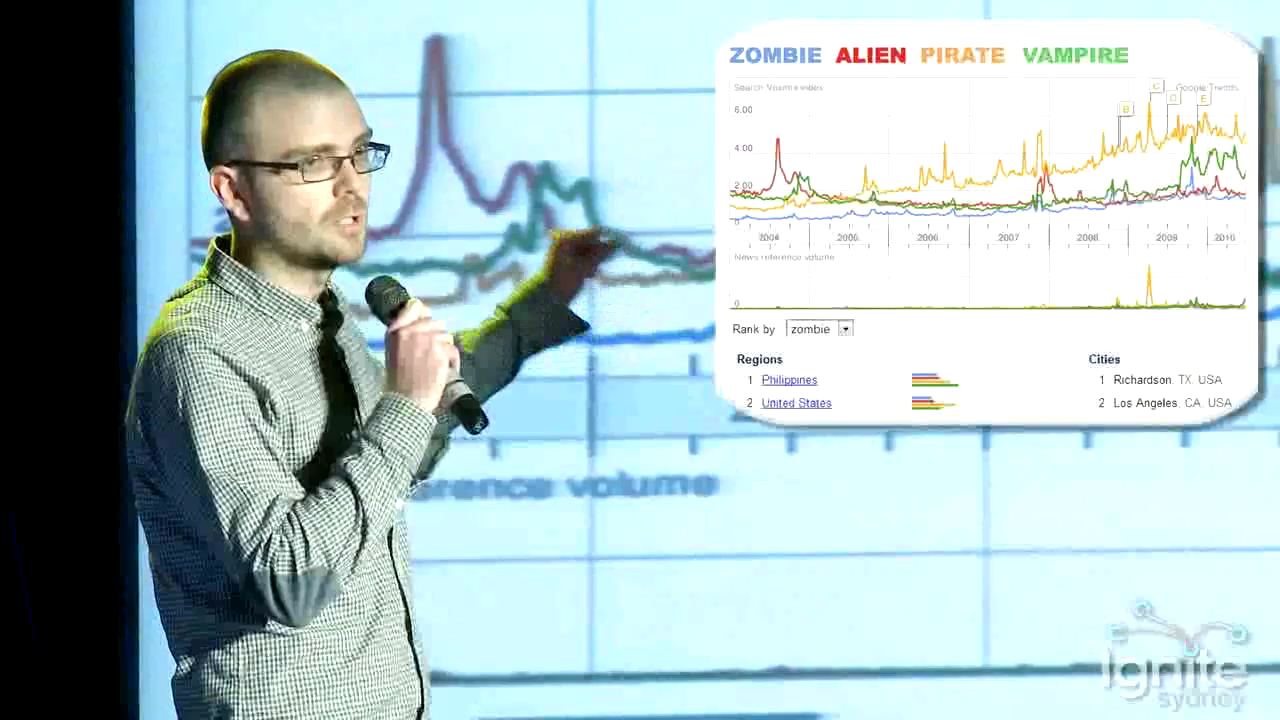 ZOMBIE ALIEN PIRATE VAMPIRE
Search Volume index
Google Trends
C
D
E
B
6.00
4.00
2.00
0
2004 2005 2006 2007 2008 2009 2010
News reference volume
0
Rank by zombie
Regions
Cities
1 Philippines
1 Richardson, TX, USA
2 United States
2 Los Angeles, CA, USA
erence volume
ignite
sydney